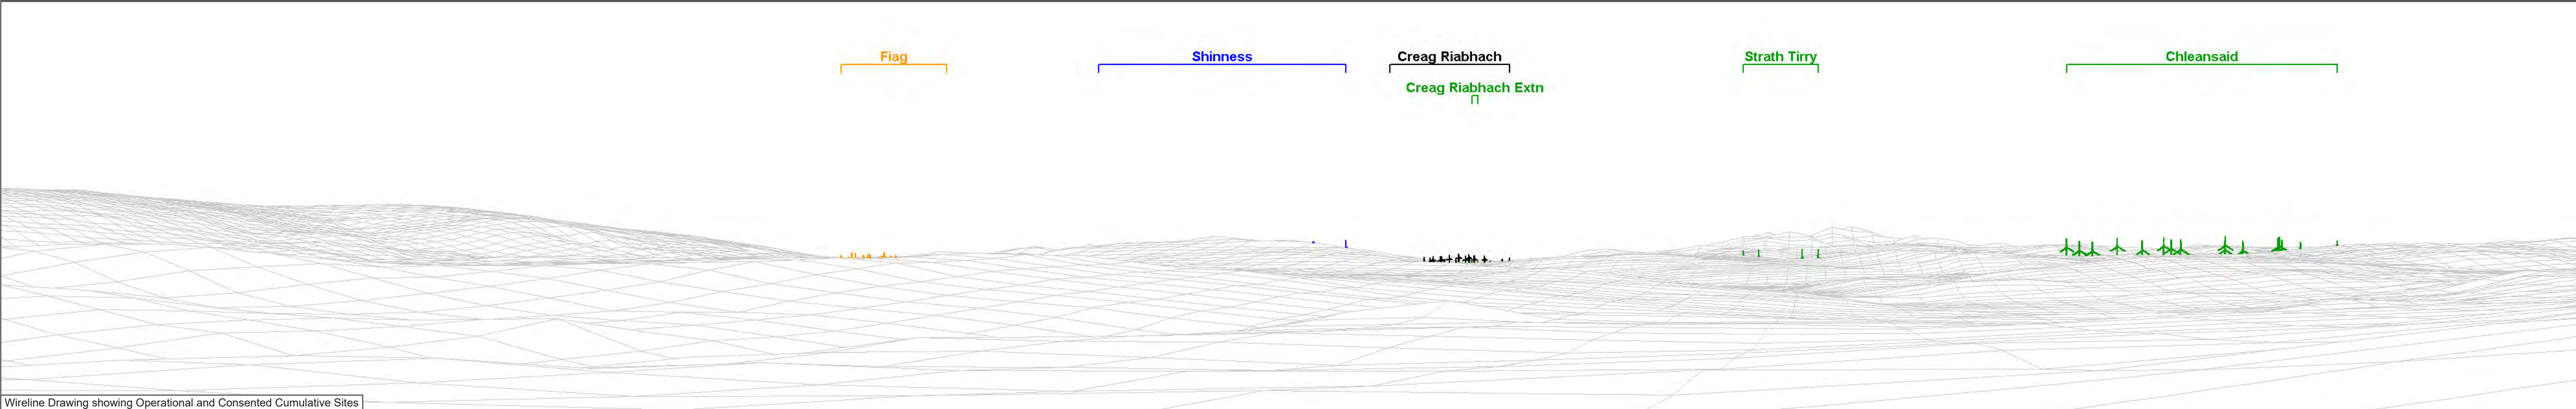 Fiag
Shinness
Creag Riabhach
Strath Tirry
Chleansaid
Creag Riabhach Extn
Wireline Drawing showing Operational and Consented Cumulative Sites